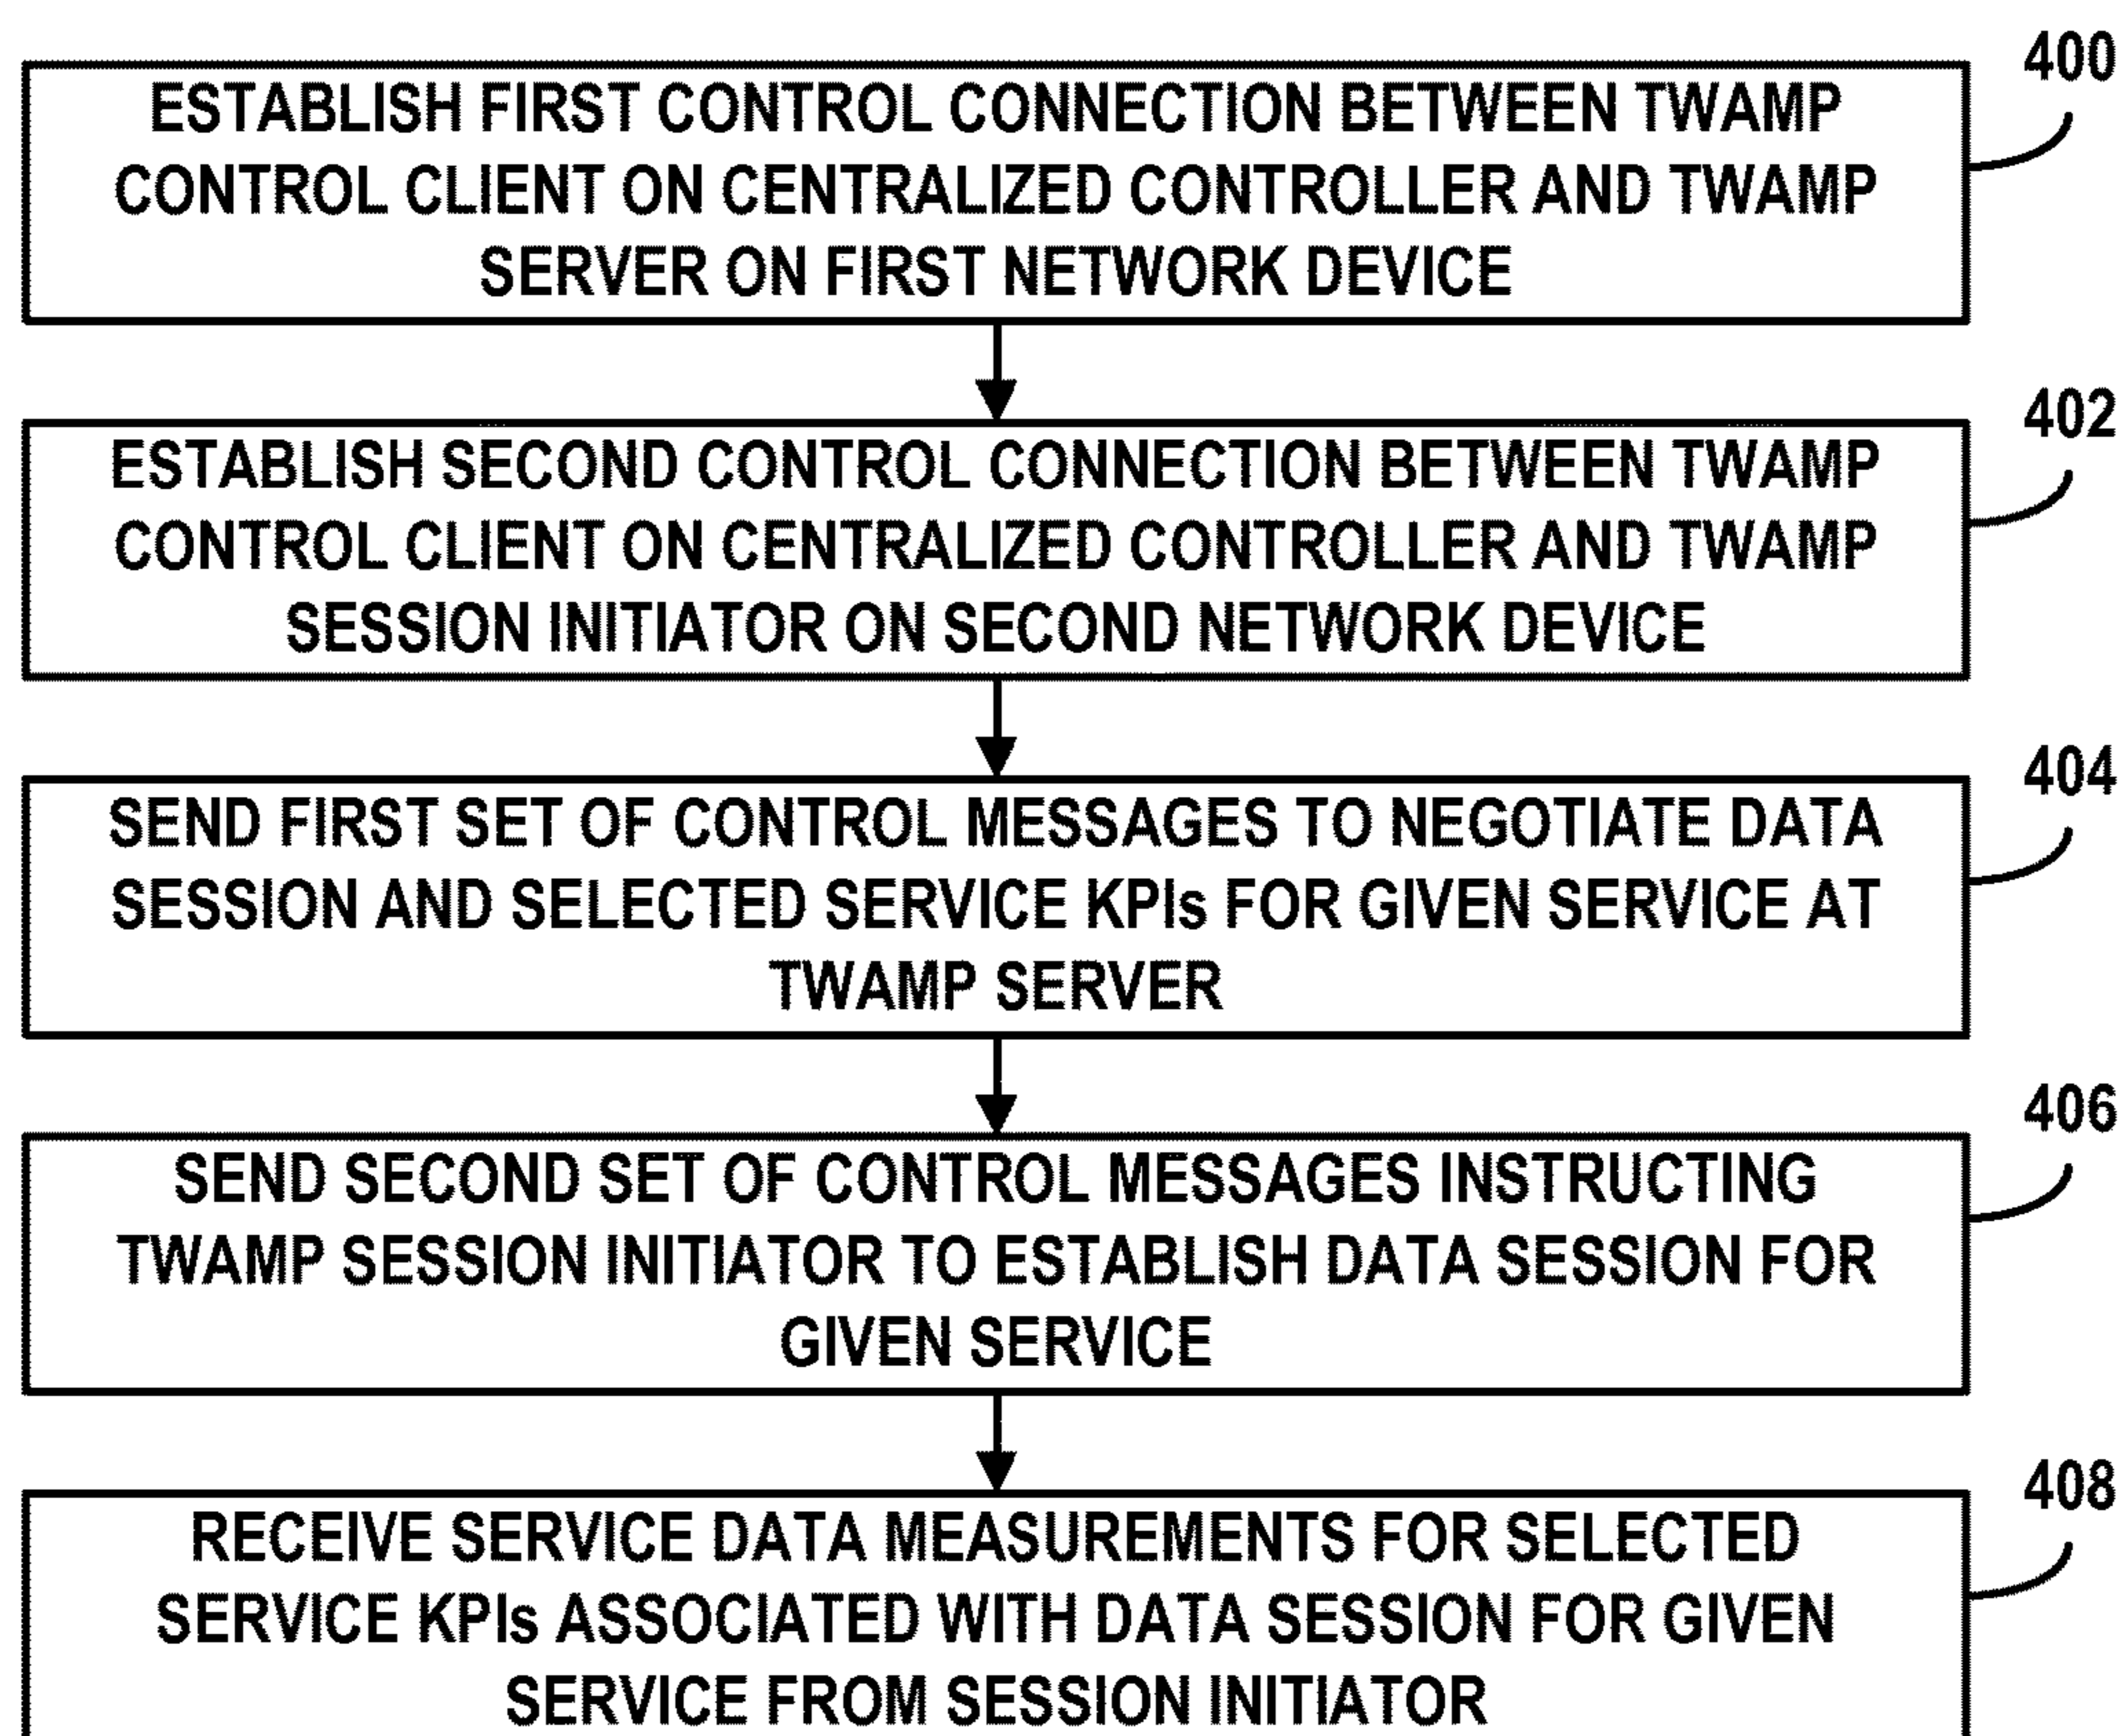 400
ESTABLISH FIRST CONTROL CONNECTION BETWEEN TWAMP
CONTROL CLIENT ON CENTRALIZED CONTROLLER AND TWAMP
SERVER ON FIRST NETWORK DEVICE
402
ESTABLISH SECOND CONTROL CONNECTION BETWEEN TWAMP
CONTROL CLIENT ON CENTRALIZED CONTROLLER AND TWAMP
SESSION INITIATOR ON SECOND NETWORK DEVICE
404
SEND FIRST SET OF CONTROL MESSAGES TO NEGOTIATE DATA
SESSION AND SELECTED SERVICE KPIs FOR GIVEN SERVICE AT
TWAMP SERVER
406
SEND SECOND SET OF CONTROL MESSAGES INSTRUCTING
TWAMP SESSION INITIATOR TO ESTABLISH DATA SESSION FOR
GIVEN SERVICE
408
RECEIVE SERVICE DATA MEASUREMENTS FOR SELECTED
SERVICE KPIs ASSOCIATED WITH DATA SESSION FOR GIVEN
SERVICE FROM SESSION INITIATOR